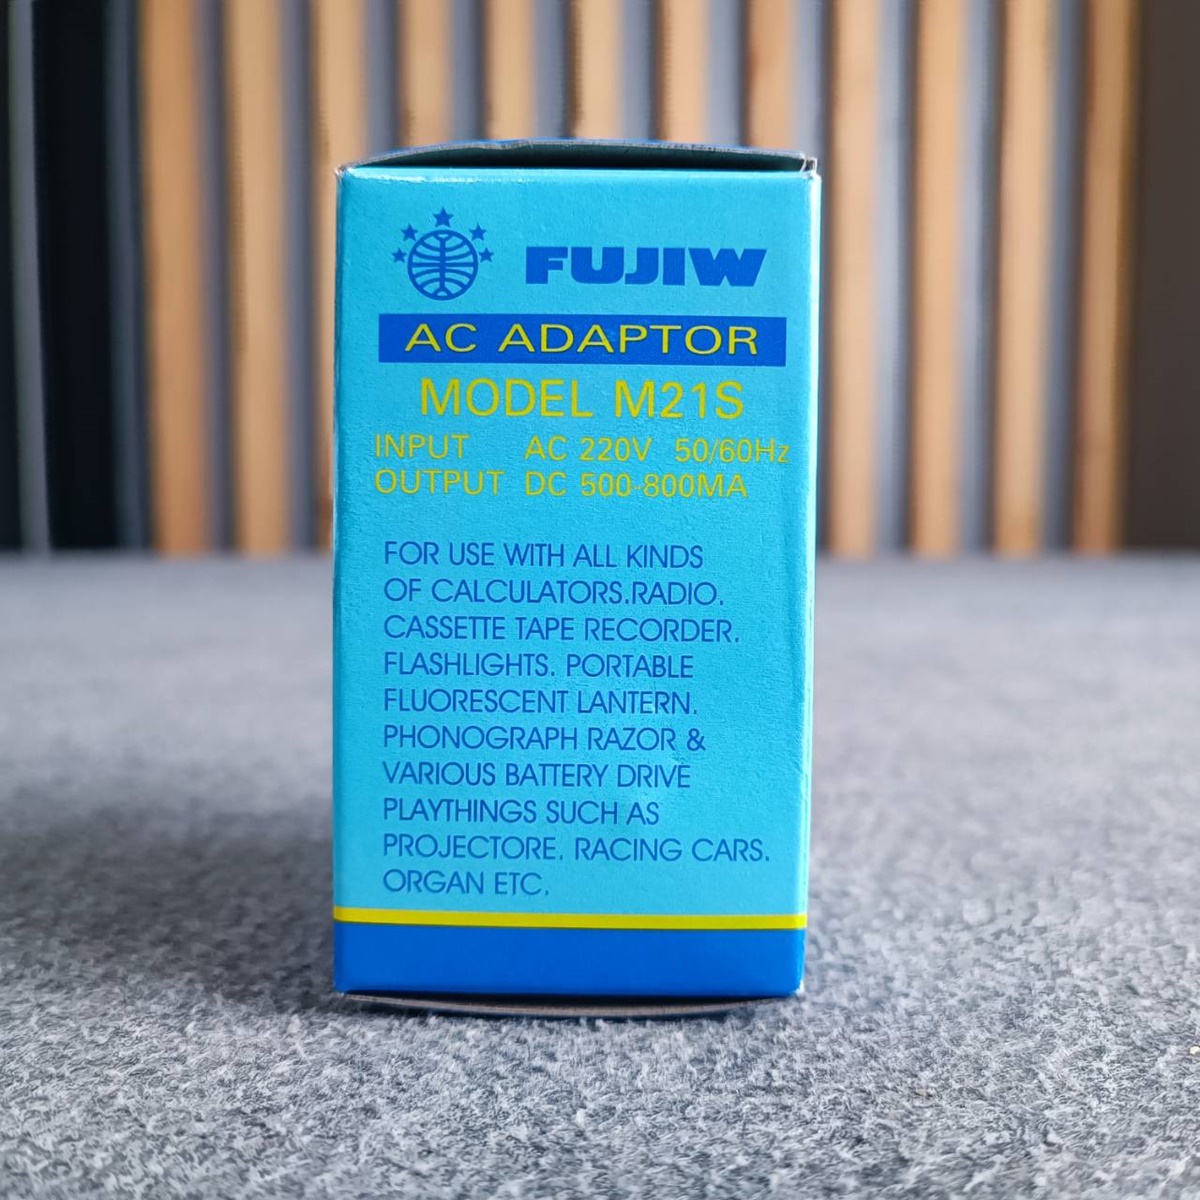 FUJIW
AC ADAPTOR
MODEL M21S
INPUT AC 220V 50/60Hz
OUTPUT DC 500-800MA
FOR USE WITH ALL KINDS
OF CALCULATORS.RADIO.
CASSETTE TAPE RECORDER.
FLASHLIGHTS. PORTABLE
FLUORESCENT LANTERN.
PHONOGRAPH RAZOR &
VARIOUS BATTERY DRIVE
PLAYTHINGS SUCH AS
PROJECTORE. RACING CARS.
ORGAN ETC.